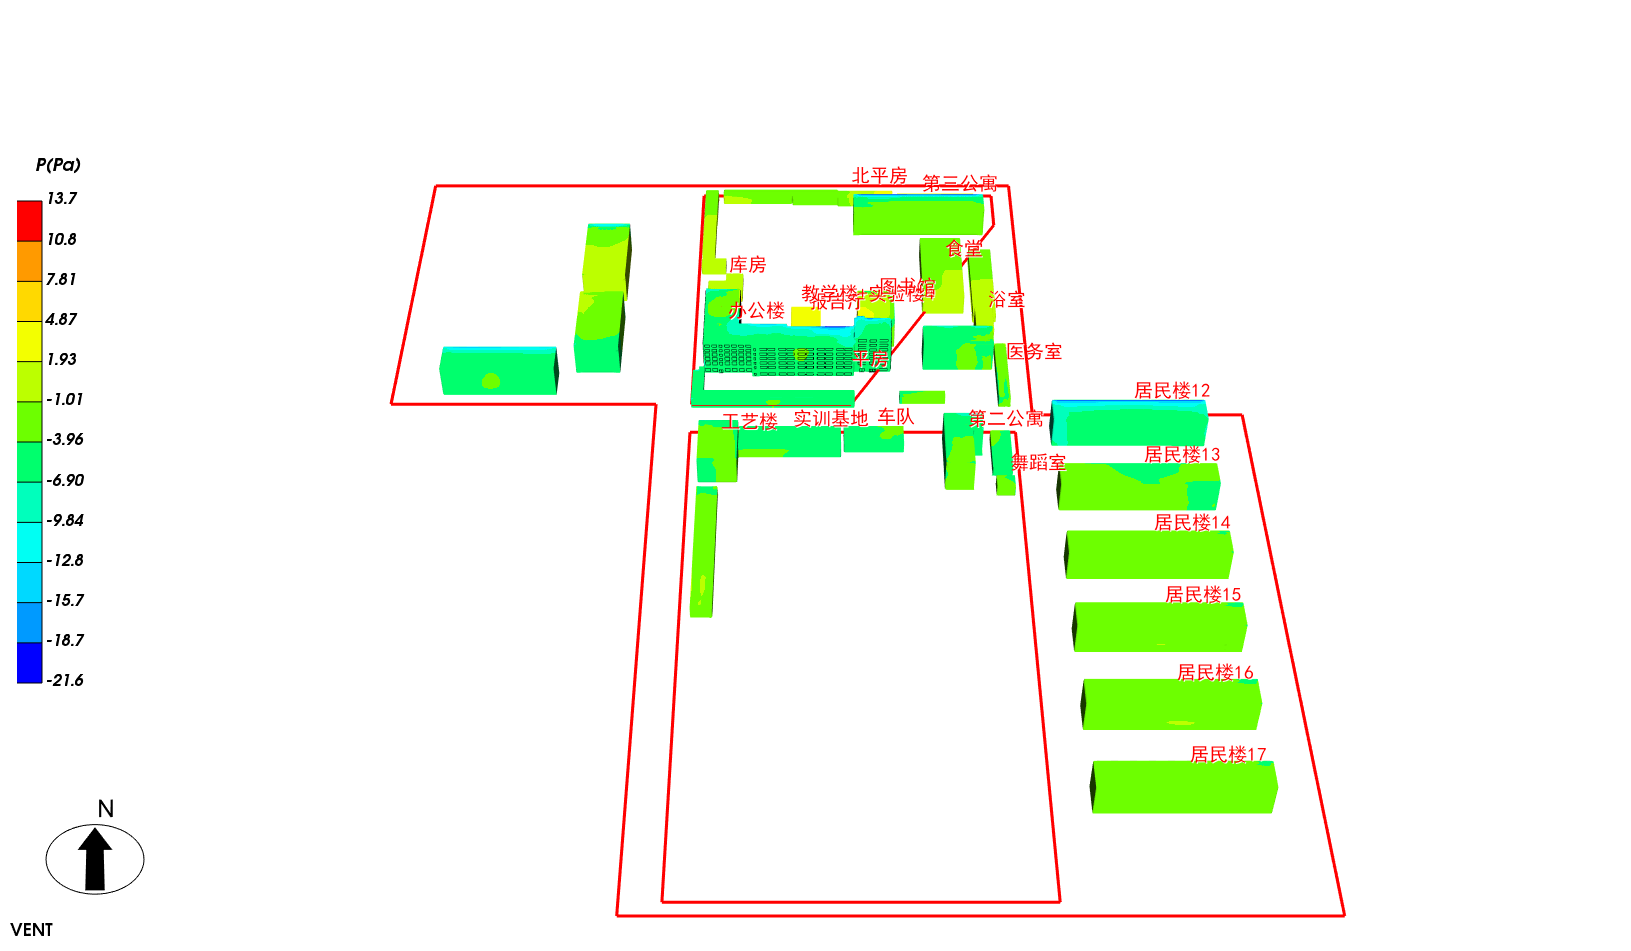 P(Pa)
13.7
10.8
7.81
4.87
1.93
-1.01
-3.96
-6.90
-9.84
-12.8
-15.7
-18.7
-21.6
北平房
第三公寓
食堂
库房
教学楼+实验楼
图书馆
报告厅
浴室
办公楼
平房
医务室
居民楼12
工艺楼
实训基地
车队
第二公寓
舞蹈室
居民楼13
居民楼14
居民楼15
居民楼16
居民楼17
N
VENT